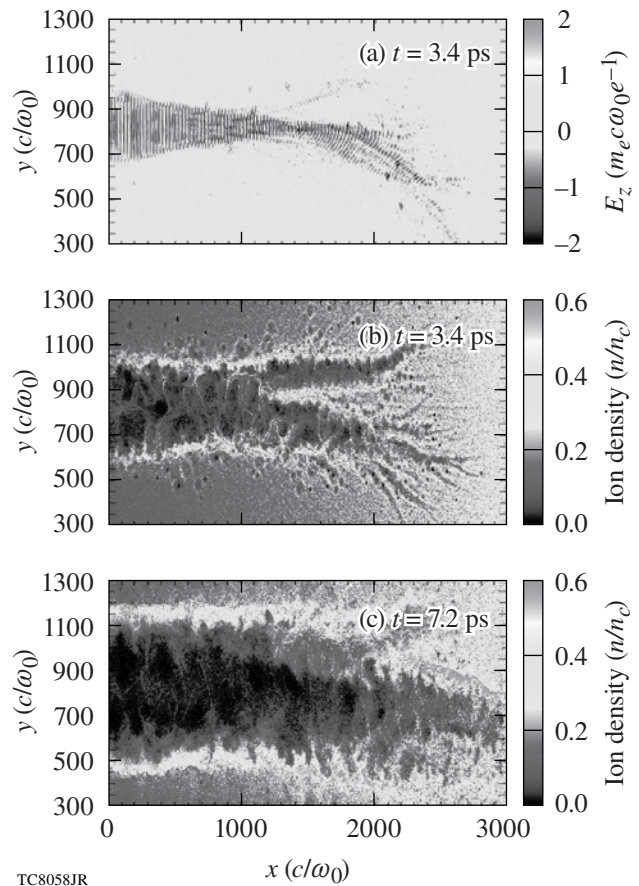 1300
1100
900
700
500
300
y (c/ω0)
(a) t = 3.4 ps
2
1
0
−1
−2
Ez (mecω0e−1)
1300
1100
900
700
500
300
y (c/ω0)
(b) t = 3.4 ps
0.6
0.4
0.2
0.0
Ion density (n/nc)
1300
1100
900
700
500
300
y (c/ω0)
(c) t = 7.2 ps
0.6
0.4
0.2
0.0
Ion density (n/nc)
0 1000 2000 3000
x (c/ω0)
TC8058JR